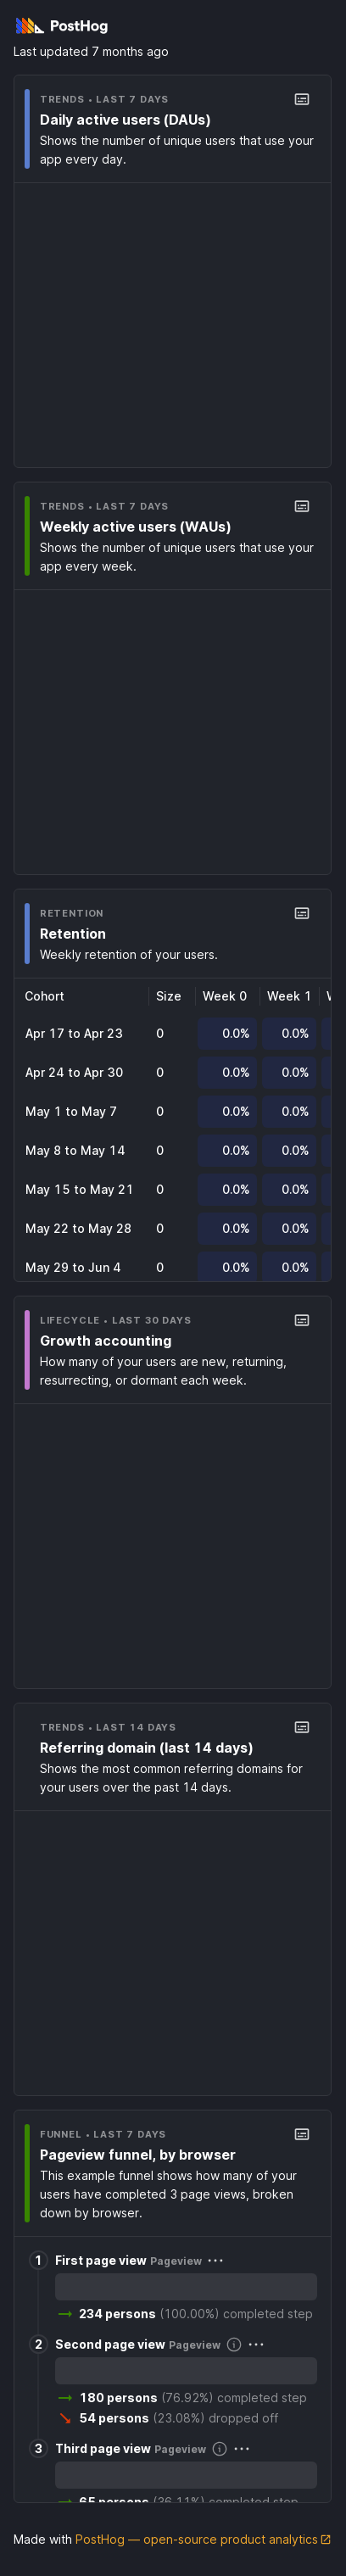 PostHog
Last updated 7 months ago
TRENDS • LAST 7 DAYS
Daily active users (DAUs)
Shows the number of unique users that use your
app every day.
TRENDS • LAST 7 DAYS
Weekly active users (WAUs)
Shows the number of unique users that use your
app every week.
RETENTION
Retention
Weekly retention of your users.
Cohort Size Week 0 Week 1 W
Apr 17 to Apr 23 0 0.0% 0.0%
Apr 24 to Apr 30 0 0.0% 0.0%
May 1 to May 7 0 0.0% 0.0%
May 8 to May 14 0 0.0% 0.0%
May 15 to May 21 0 0.0% 0.0%
May 22 to May 28 0 0.0% 0.0%
May 29 to Jun 4 0 0.0% 0.0%
LIFECYCLE • LAST 30 DAYS
Growth accounting
How many of your users are new, returning,
resurrecting, or dormant each week.
TRENDS • LAST 14 DAYS
Referring domain (last 14 days)
Shows the most common referring domains for
your users over the past 14 days.
FUNNEL • LAST 7 DAYS
Pageview funnel, by browser
This example funnel shows how many of your
users have completed 3 page views, broken
down by browser.
1 First page view Pageview
234 persons (100.00%) completed step
2 Second page view Pageview
180 persons (76.92%) completed step
54 persons (23.08%) dropped off
3 Third page view Pageview
65 persons (36.11%) completed step
Made with PostHog — open-source product analytics